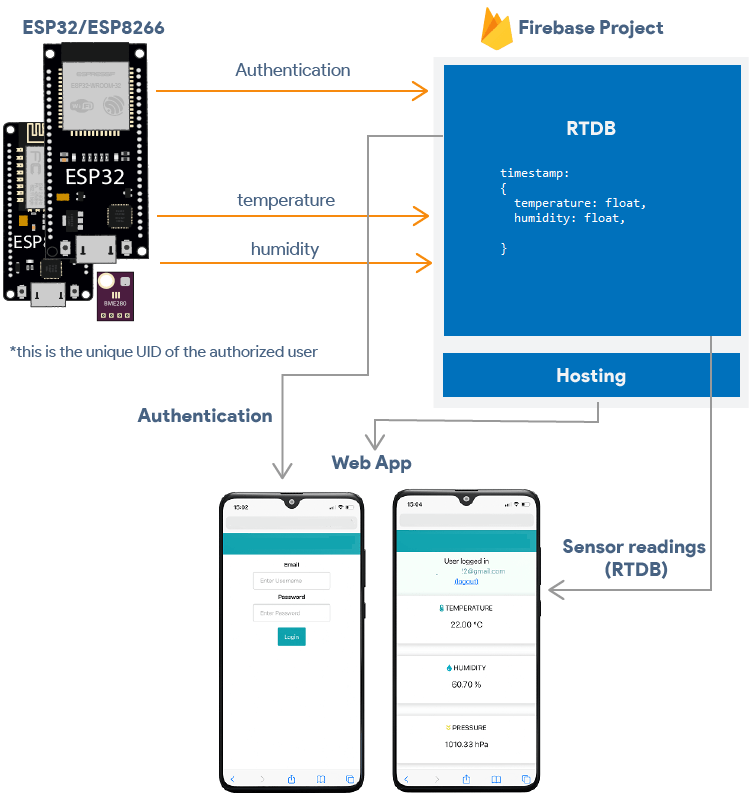 ESP32/ESP8266
Firebase Project
Authentication
RTDB
timestamp:
{
temperature: float,
humidity: float,
}
temperature
humidity
ESP32
BME280
*this is the unique UID of the authorized user
Hosting
Authentication
Web App
Sensor readings
(RTDB)
15:02
Email
Enter Username
Password
Enter Password
Login
15:04
User logged in
2@gmail.com
(logout)
TEMPERATURE
22.00 °C
HUMIDITY
60.70 %
PRESSURE
1010.33 hPa